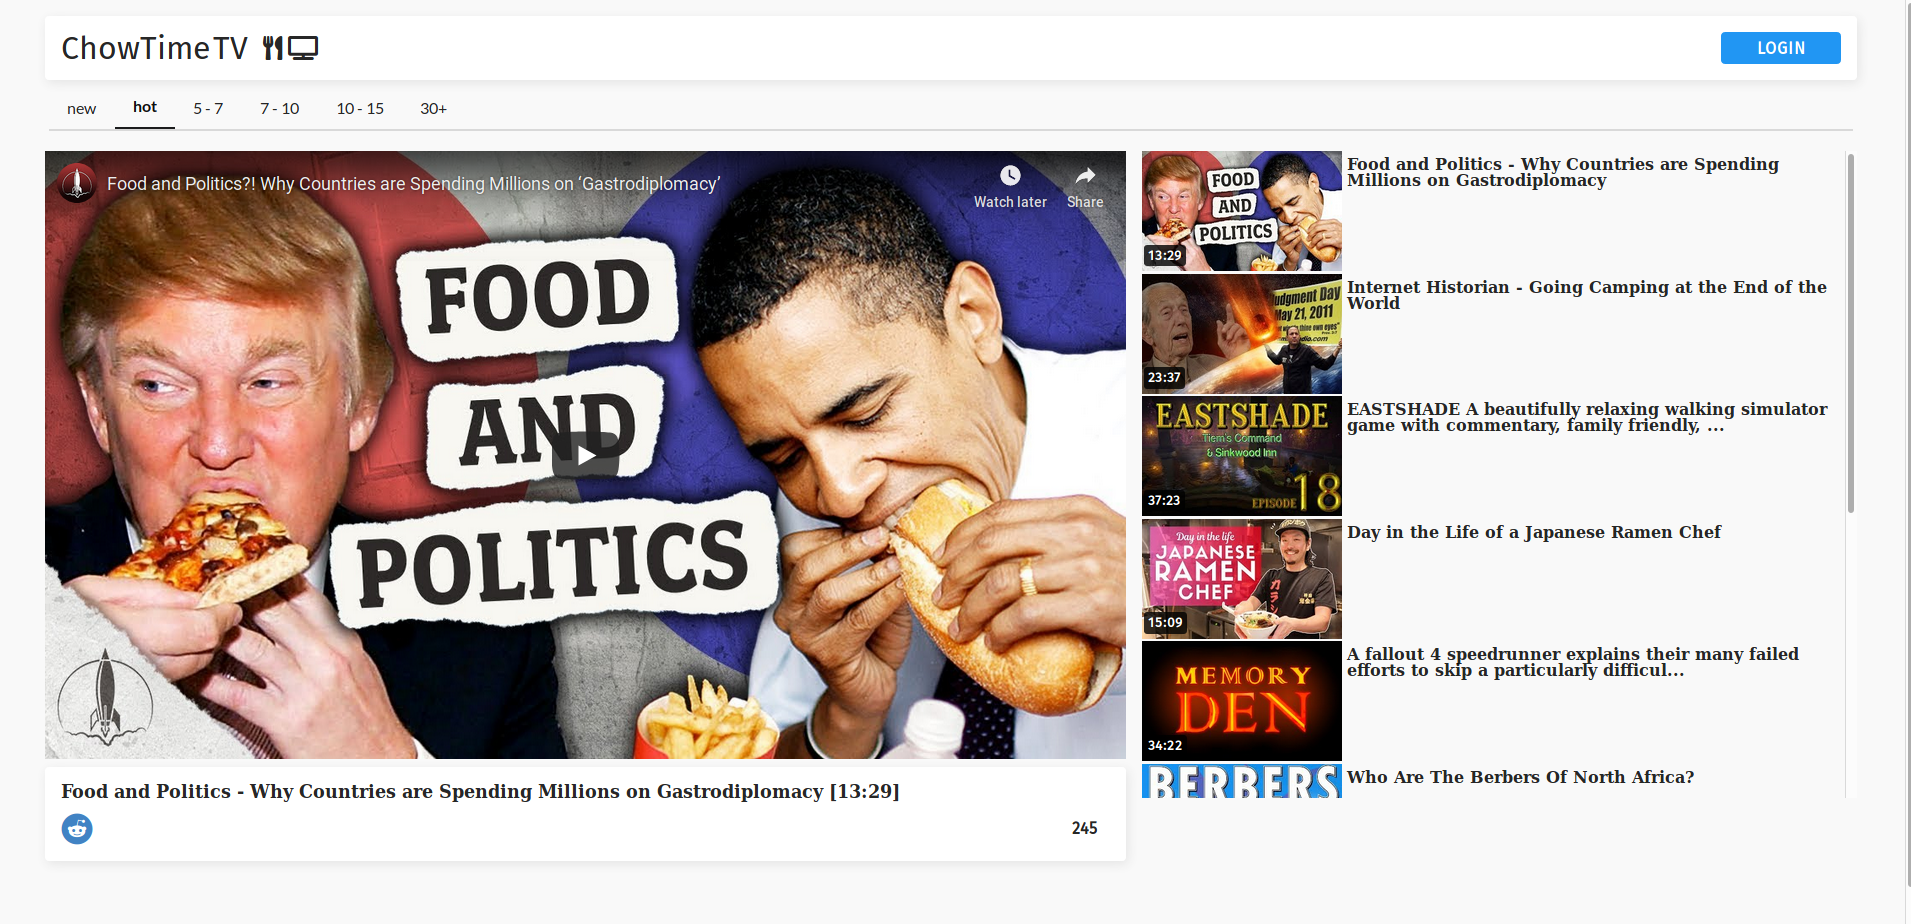 ChowTimeTV
LOGIN
new
hot
5 - 7
7 - 10
10 - 15
30+
Food and Politics?! Why Countries are Spending Millions on ‘Gastrodiplomacy’
Watch later
Share
FOOD
AND
POLITICS
Food and Politics - Why Countries are Spending Millions on Gastrodiplomacy [13:29]
245
FOOD
AND
POLITICS
13:29
Food and Politics - Why Countries are Spending
Millions on Gastrodiplomacy
Judgment Day
May 21, 2011
23:37
Internet Historian - Going Camping at the End of the
World
EASTSHADE
Tiem's Command
& Sinkwood Inn
EPISODE 18
37:23
EASTSHADE A beautifully relaxing walking simulator
game with commentary, family friendly, ...
Day in the life
JAPANESE
RAMEN
CHEF
15:09
Day in the Life of a Japanese Ramen Chef
MEMORY
DEN
34:22
A fallout 4 speedrunner explains their many failed
efforts to skip a particularly difficul...
BERBERS
Who Are The Berbers Of North Africa?